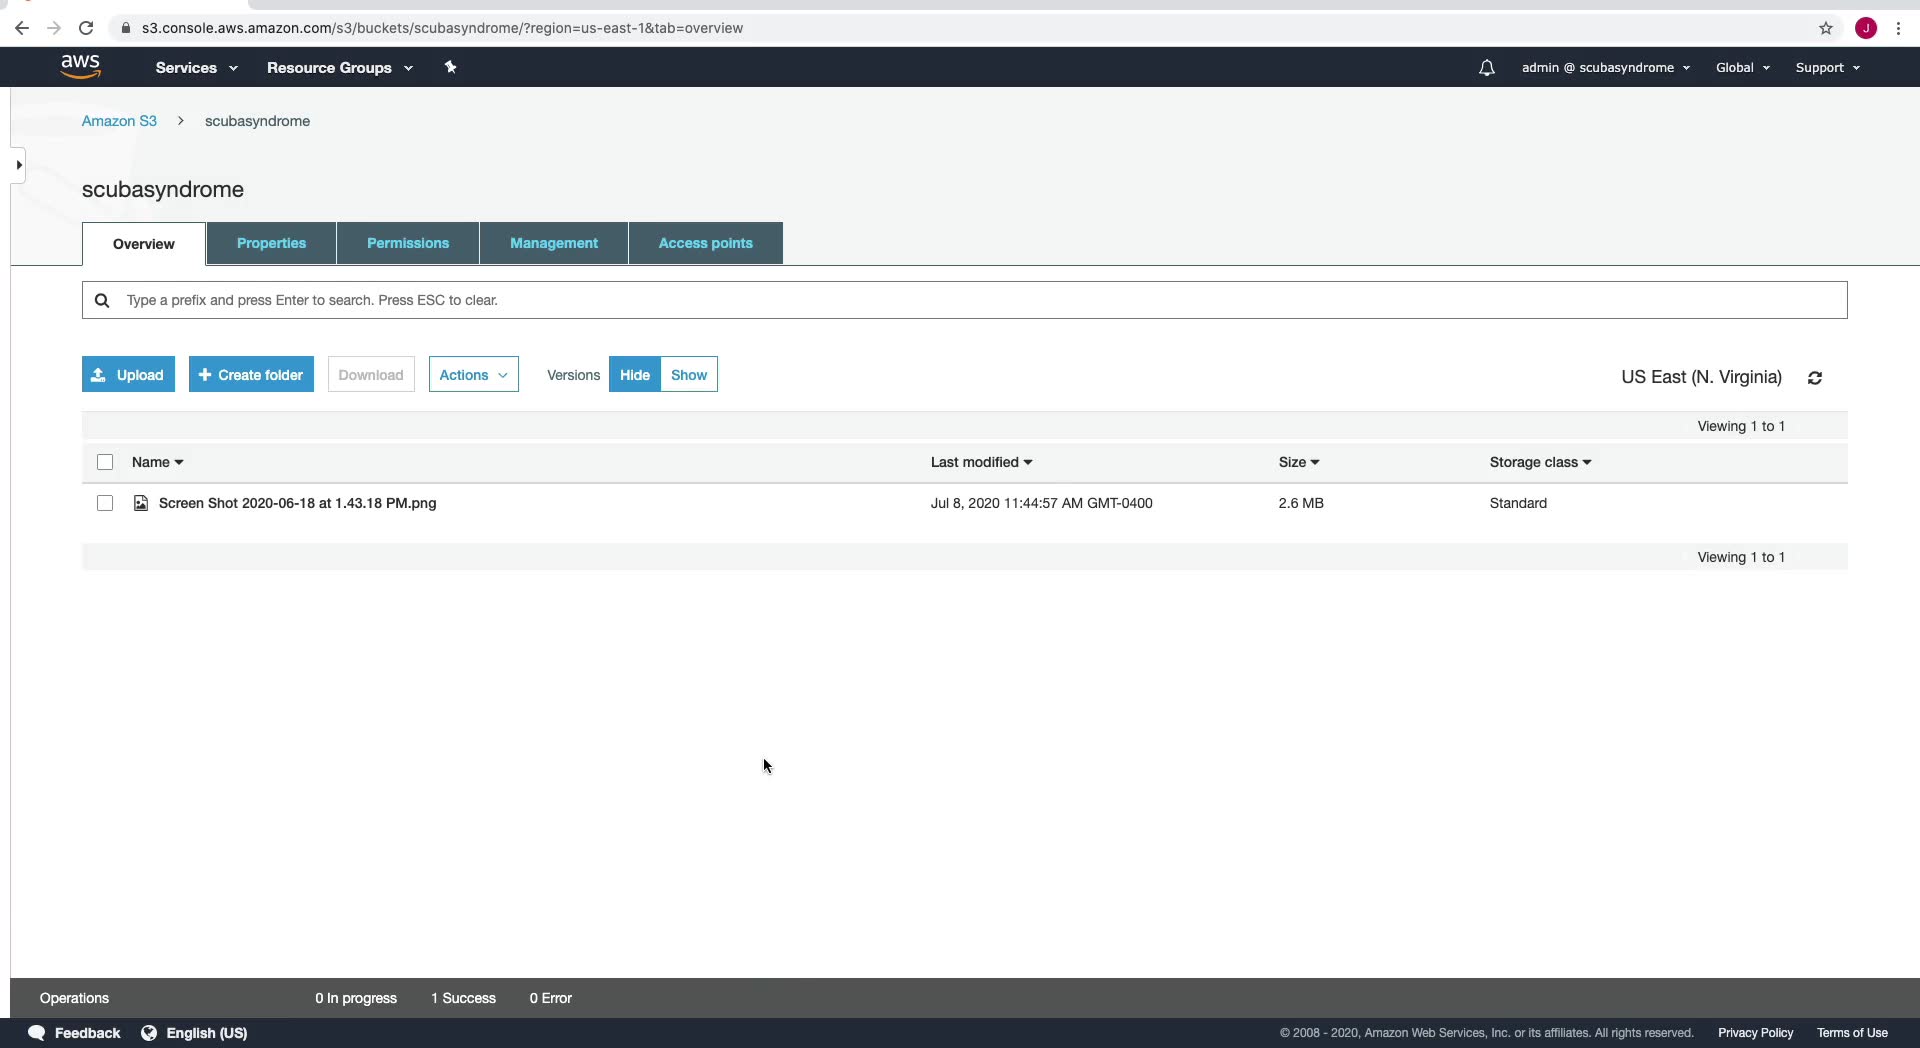 s3.console.aws.amazon.com/s3/buckets/scubasyndrome/?region=us-east-1&tab=overview
J
aws Services Resource Groups admin @ scubasyndrome Global Support
Amazon S3 > scubasyndrome
scubasyndrome
Overview Properties Permissions Management Access points
Type a prefix and press Enter to search. Press ESC to clear.
Upload + Create folder Download Actions Versions Hide Show US East (N. Virginia)
Viewing 1 to 1
Name Last modified Size Storage class
Screen Shot 2020-06-18 at 1.43.18 PM.png Jul 8, 2020 11:44:57 AM GMT-0400 2.6 MB Standard
Viewing 1 to 1
Operations 0 In progress 1 Success 0 Error
Feedback English (US) © 2008 - 2020, Amazon Web Services, Inc. or its affiliates. All rights reserved. Privacy Policy Terms of Use